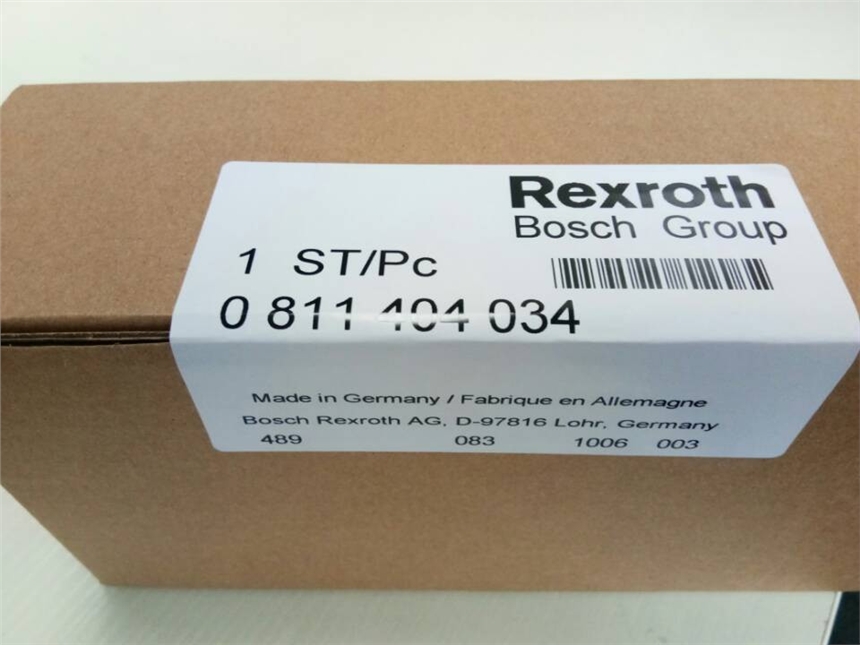 Rexroth
Bosch Group
1 ST/Pc
0 811 404 034
Made in Germany / Fabrique en Allemagne
Bosch Rexroth AG, D-97816 Lohr, Germany
489 083 1006 003